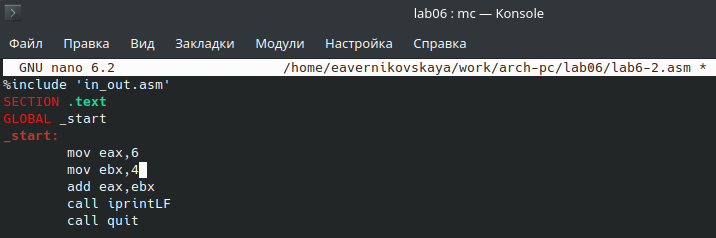 lab06 : mc — Konsole
Файл Правка Вид Закладки Модули Настройка Справка
GNU nano 6.2 /home/eavernikovskaya/work/arch-pc/lab06/lab6-2.asm *
%include 'in_out.asm'
SECTION .text
GLOBAL _start
_start:
mov eax,6
mov ebx,4
add eax,ebx
call iprintLF
call quit